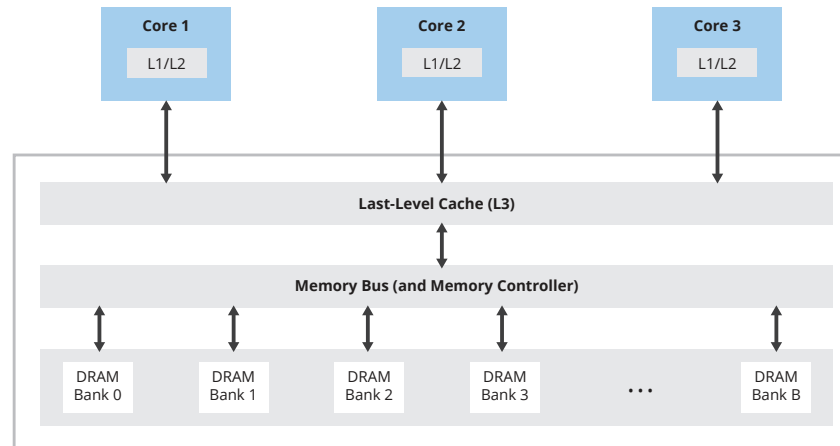 Core 1
Core 2
Core 3
L1/L2
L1/L2
L1/L2
Last-Level Cache (L3)
Memory Bus (and Memory Controller)
DRAM
Bank 0
DRAM
Bank 1
DRAM
Bank 2
DRAM
Bank 3
...
DRAM
Bank B